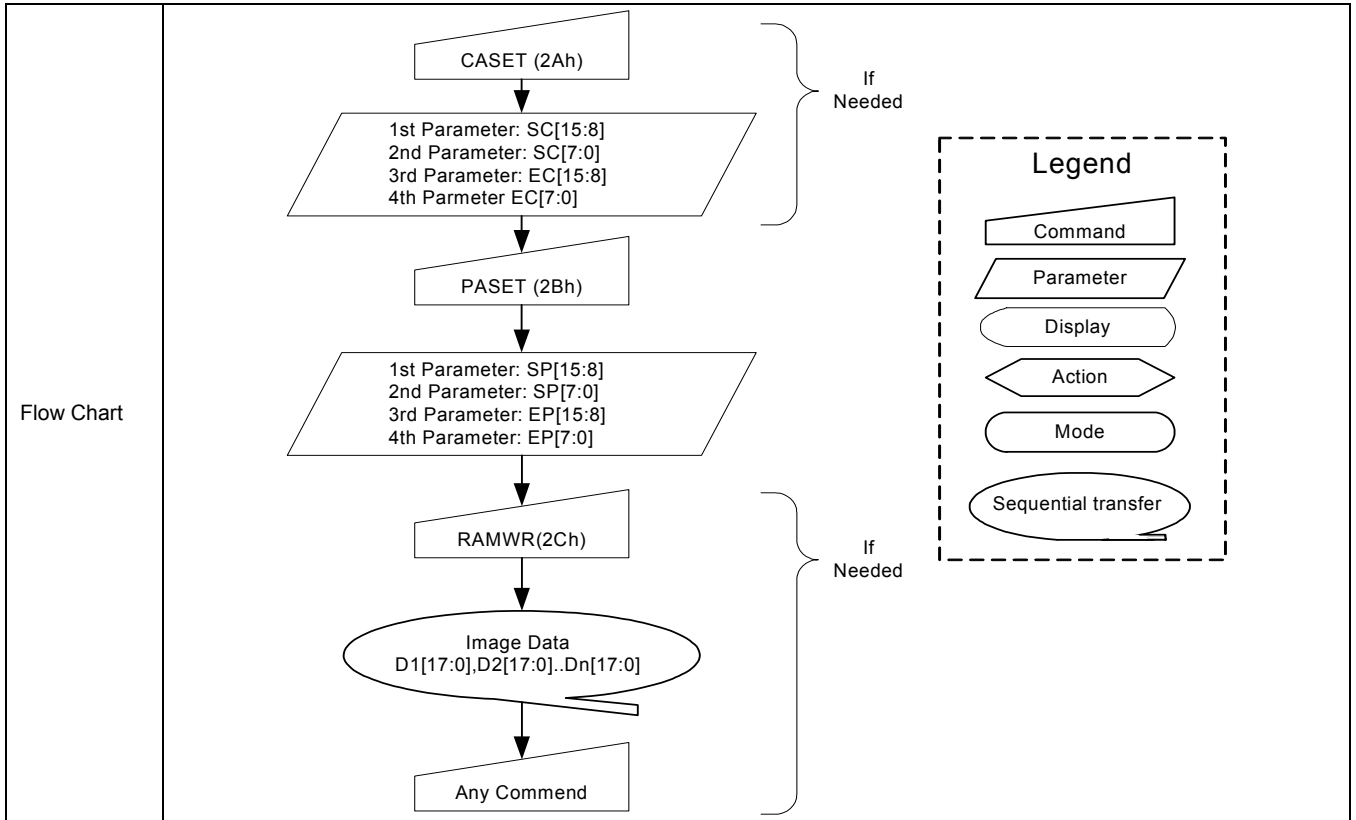 Flow Chart
CASET (2Ah)
If
Needed
1st Parameter: SC[15:8]
2nd Parameter: SC[7:0]
3rd Parameter: EC[15:8]
4th Parmeter EC[7:0]
PASET (2Bh)
1st Parameter: SP[15:8]
2nd Parameter: SP[7:0]
3rd Parameter: EP[15:8]
4th Parameter: EP[7:0]
RAMWR(2Ch)
If
Needed
Image Data
D1[17:0],D2[17:0]..Dn[17:0]
Any Commend
Legend
Command
Parameter
Display
Action
Mode
Sequential transfer